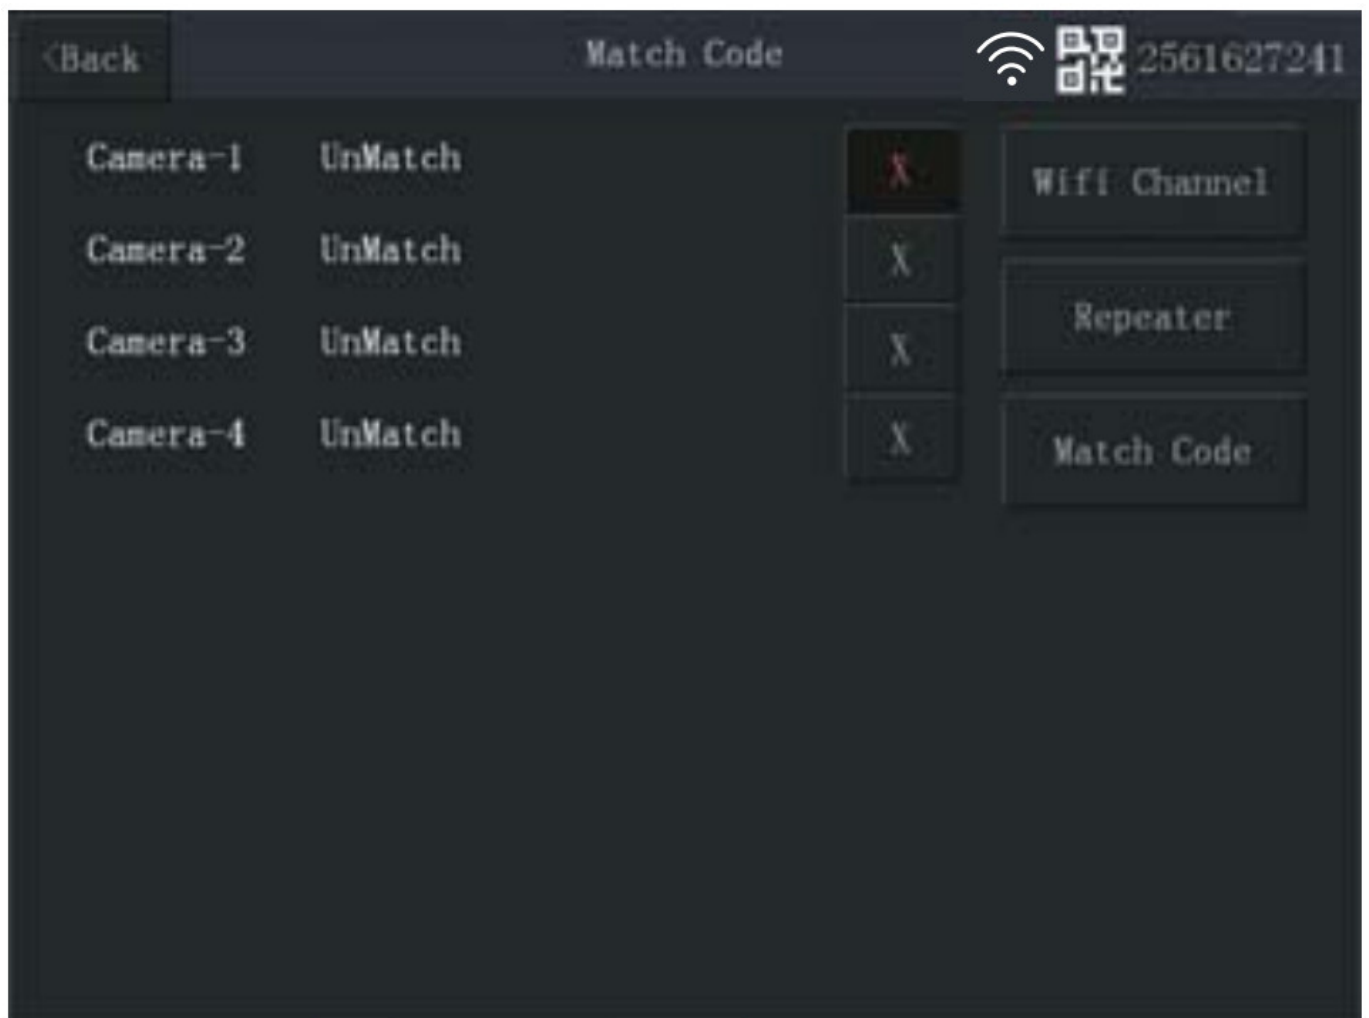 <Back Match Code 2561627241
Camera-1 UnMatch X Wifi Channel
Camera-2 UnMatch X
Camera-3 UnMatch X Repeater
Camera-4 UnMatch X Match Code